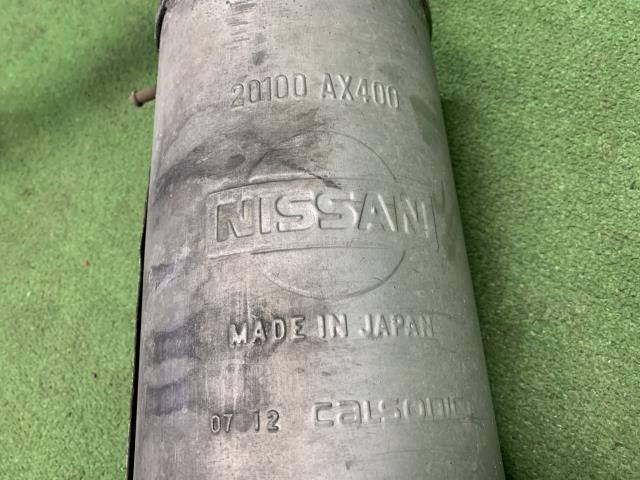 20100 AX400
NISSAN
MADE IN JAPAN
07 12 calsonic